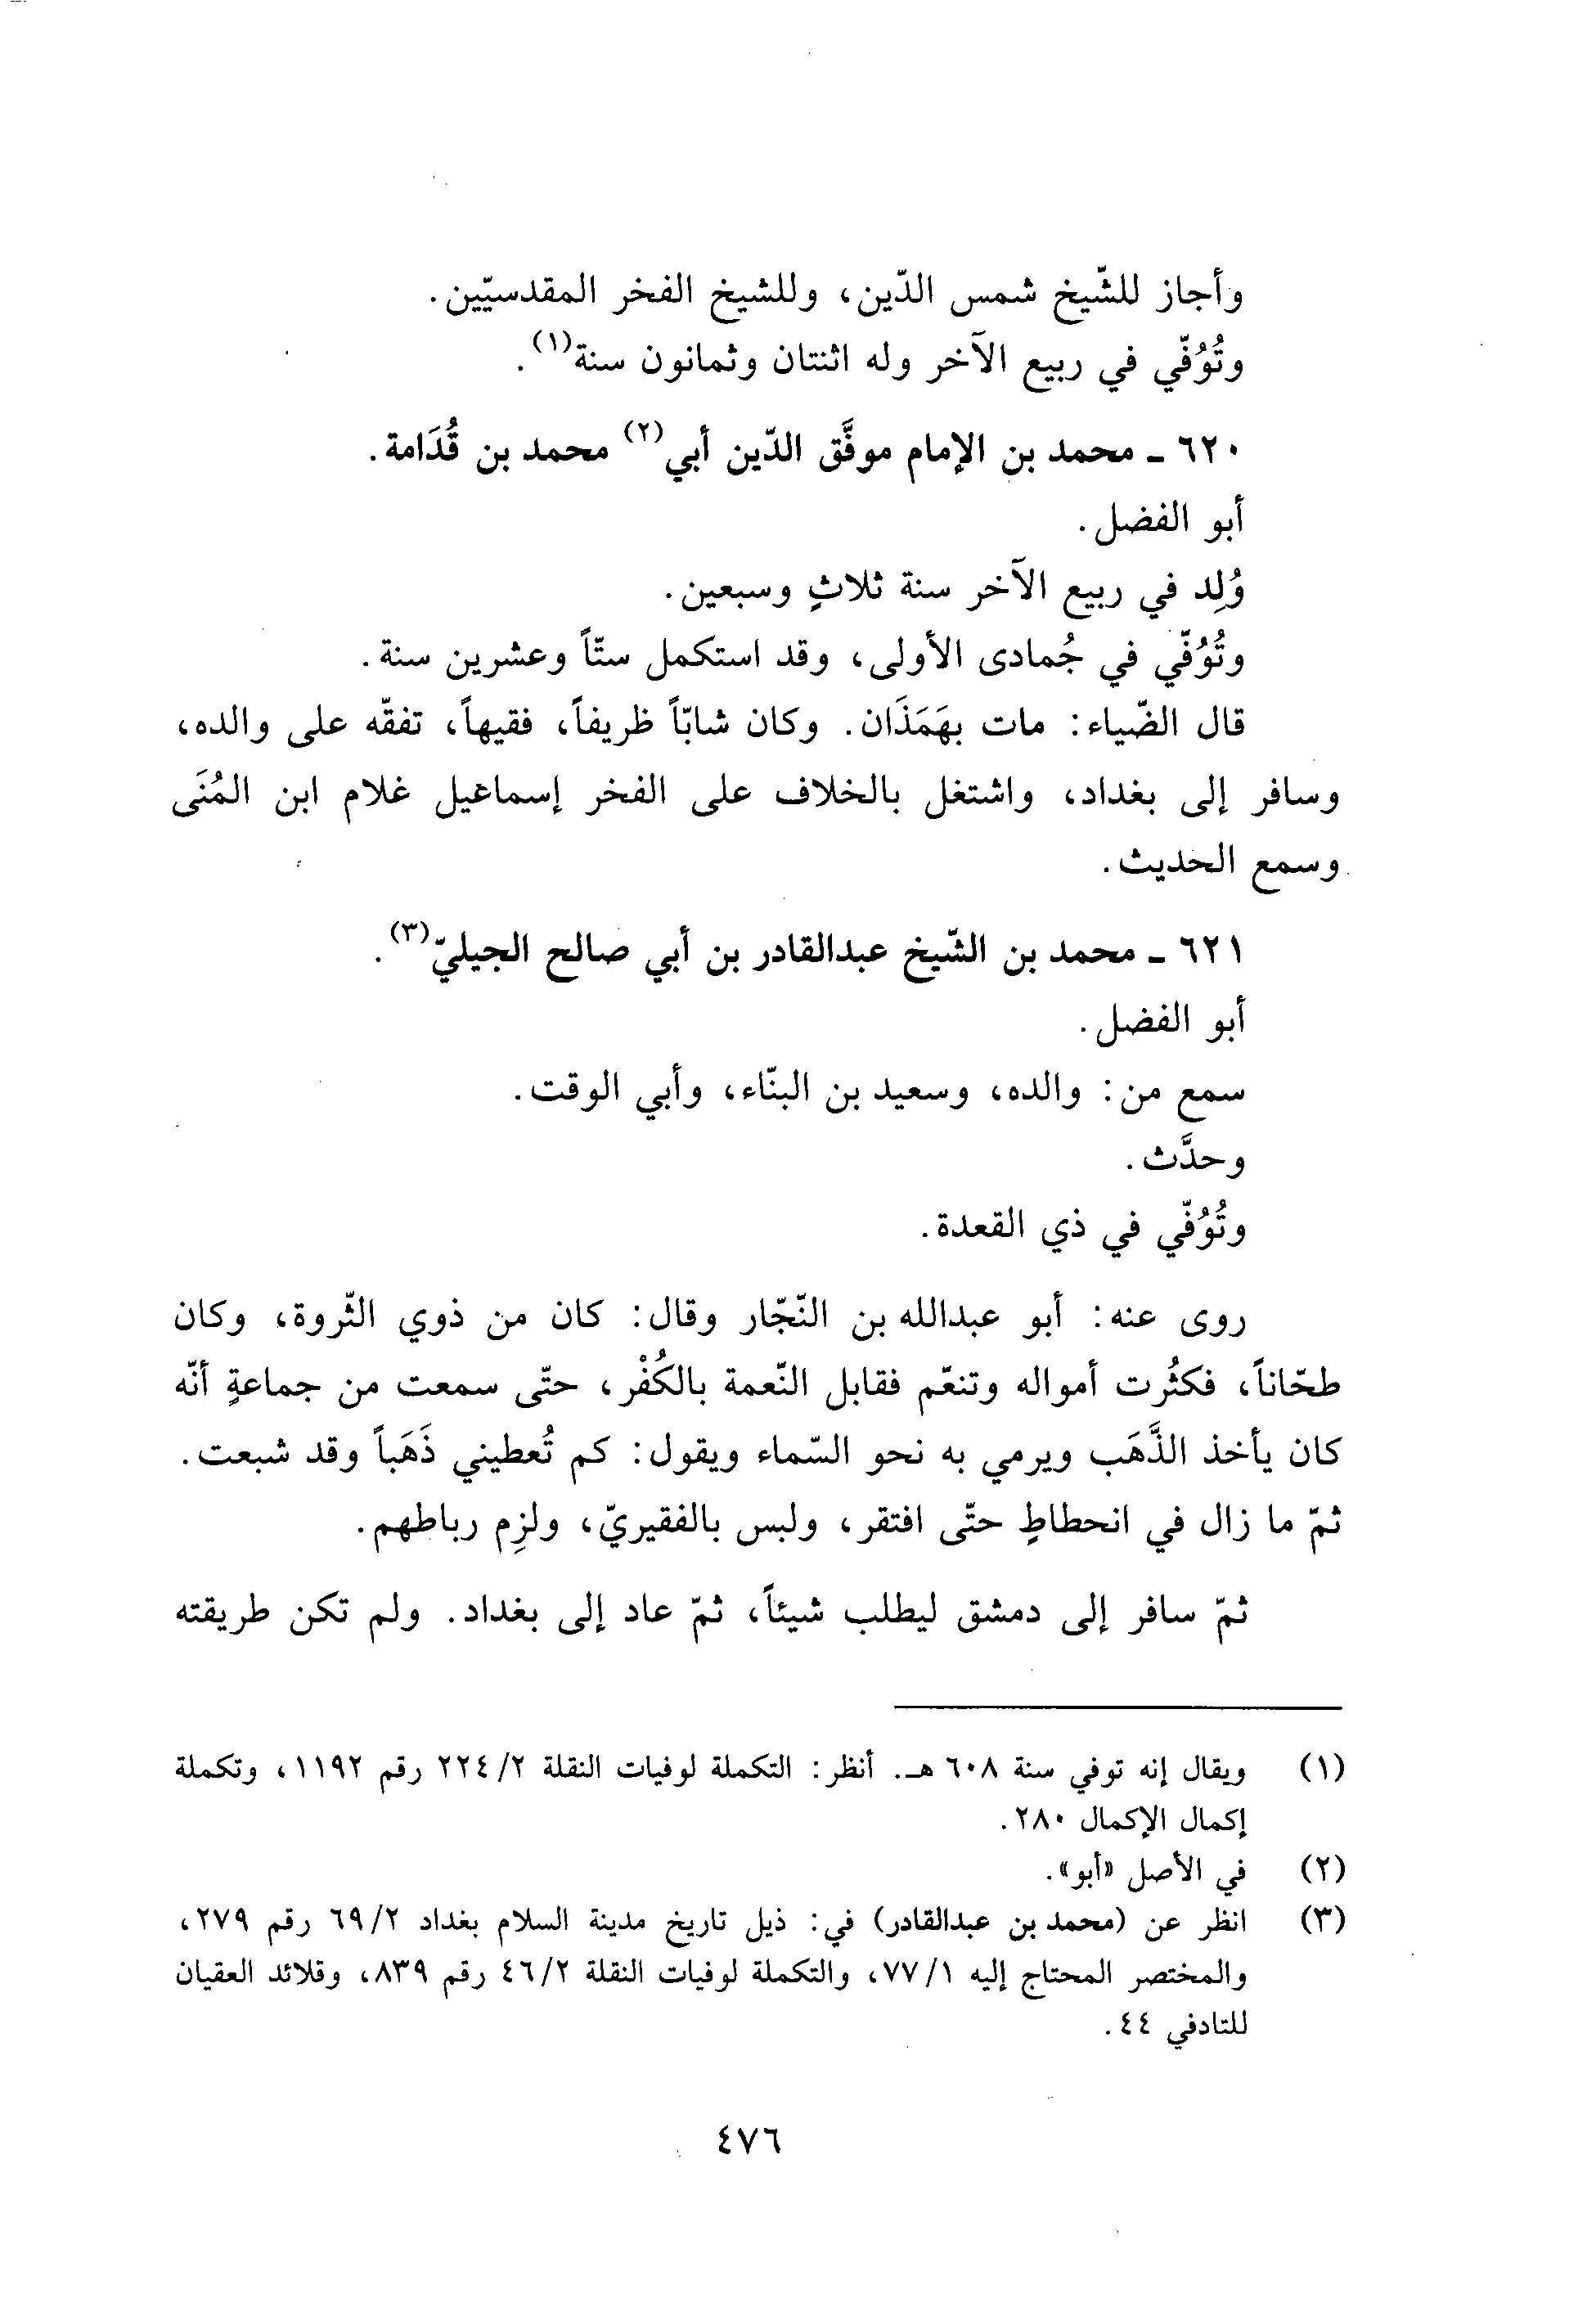 وأجاز للشّيخ شمس الدّين، وللشيخ الفخر المقدسيّين.
وتُوُفّي في ربيع الآخر وله اثنتان وثمانون سنة(١).
٦٢٠ ـ محمد بن الإمام موفَّق الدّين أبي(٢) محمد بن قُدَامة.
أبو الفضل.
وُلِد في ربيع الآخر سنة ثلاثٍ وسبعين.
وتُوُفّي في جُمادى الأولى، وقد استكمل ستّاً وعشرين سنة.
قال الضّياء: مات بهَمَذَان. وكان شابّاً ظريفاً، فقيهاً، تفقّه على والده،
وسافر إلى بغداد، واشتغل بالخلاف على الفخر إسماعيل غلام ابن المُنَى
وسمع الحديث.
٦٢١ ـ محمد بن الشّيخ عبدالقادر بن أبي صالح الجيليّ(٣).
أبو الفضل.
سمع من: والده، وسعيد بن البنّاء، وأبي الوقت.
وحدَّث.
وتُوُفّي في ذي القعدة.
روى عنه: أبو عبدالله بن النّجّار وقال: كان من ذوي الثّروة، وكان
طحّاناً، فكثُرت أمواله وتنعّم فقابل النّعمة بالكُفْر، حتّى سمعت من جماعةٍ أنّه
كان يأخذ الذَّهَب ويرمي به نحو السّماء ويقول: كم تُعطيني ذَهَباً وقد شبعت.
ثمّ ما زال في انحطاطٍ حتّى افتقر، ولبس بالفقيريّ، ولزِم رباطهم.
ثمّ سافر إلى دمشق ليطلب شيئاً، ثمّ عاد إلى بغداد. ولم تكن طريقته
(١) ويقال إنه توفي سنة ٦٠٨ هـ. أنظر: التكملة لوفيات النقلة ٢/ ٢٢٤ رقم ١١٩٢، وتكملة
إكمال الإكمال ٢٨٠.
(٢) في الأصل «أبو».
(٣) انظر عن (محمد بن عبدالقادر) في: ذيل تاريخ مدينة السلام بغداد ٢/ ٦٩ رقم ٢٧٩،
والمختصر المحتاج إليه ١/ ٧٧، والتكملة لوفيات النقلة ٢/ ٤٦ رقم ٨٣٩، وقلائد العقيان
للتادفي ٤٤.
٤٧٦